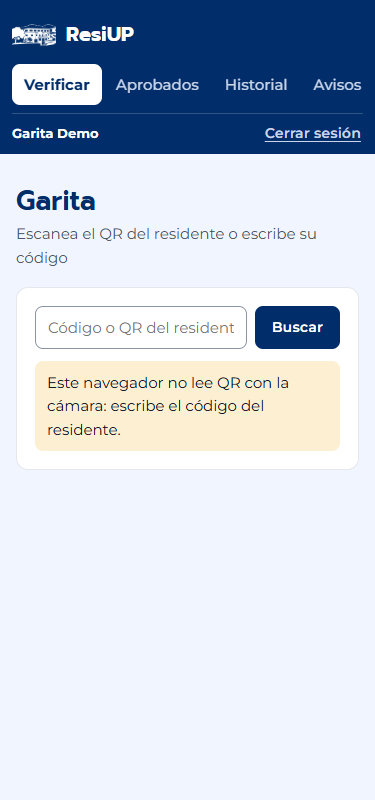 ResiUP
Verificar Aprobados Historial Avisos
Garita Demo Cerrar sesión
Garita
Escanea el QR del residente o escribe su
código
Código o QR del resident Buscar
Este navegador no lee QR con la
cámara: escribe el código del
residente.